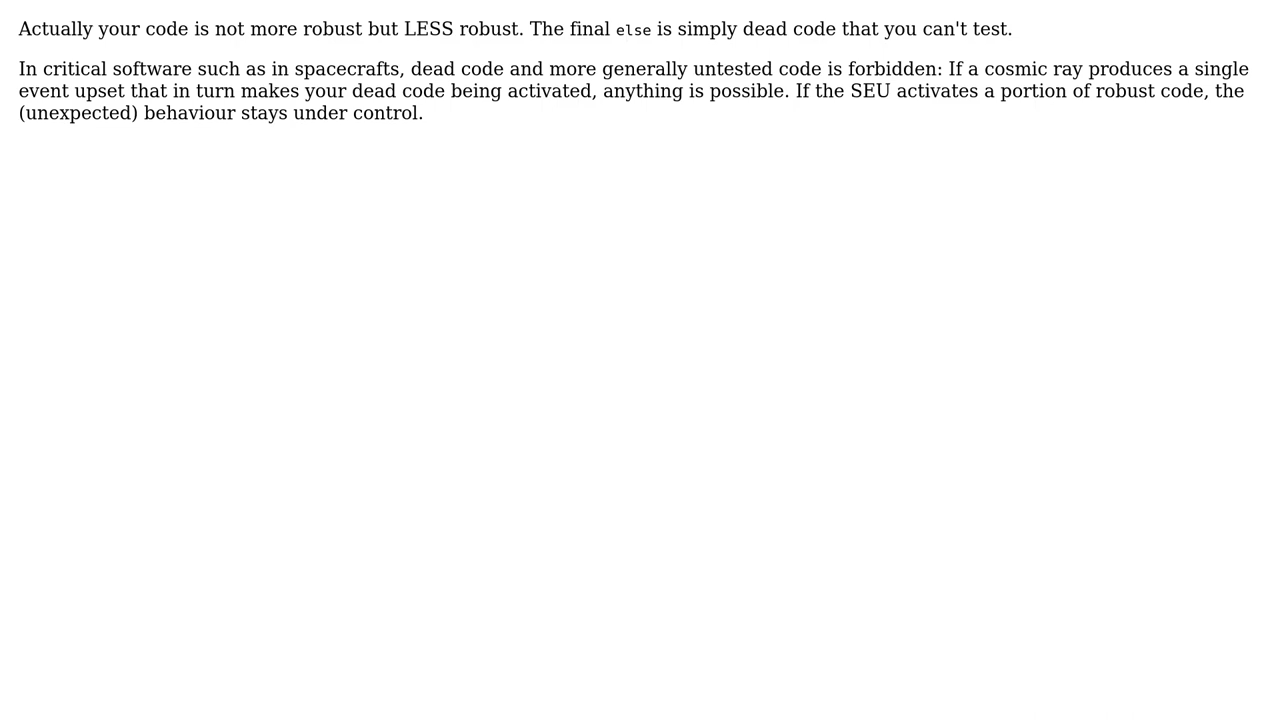 Actually your code is not more robust but LESS robust. The final else is simply dead code that you can't test.
In critical software such as in spacecrafts, dead code and more generally untested code is forbidden: If a cosmic ray produces a single
event upset that in turn makes your dead code being activated, anything is possible. If the SEU activates a portion of robust code, the
(unexpected) behaviour stays under control.